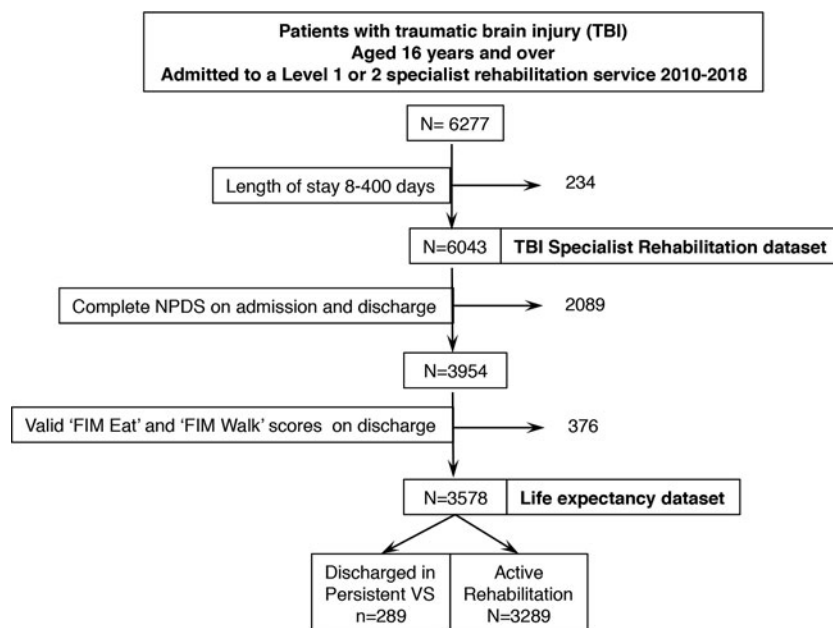 Patients with traumatic brain injury (TBI)
Aged 16 years and over
Admitted to a Level 1 or 2 specialist rehabilitation service 2010-2018
N= 6277
Length of stay 8-400 days
234
N=6043
TBI Specialist Rehabilitation dataset
Complete NPDS on admission and discharge
2089
N=3954
Valid ‘FIM Eat’ and ‘FIM Walk’ scores on discharge
376
N=3578
Life expectancy dataset
Discharged in
Persistent VS
n=289
Active
Rehabilitation
N=3289